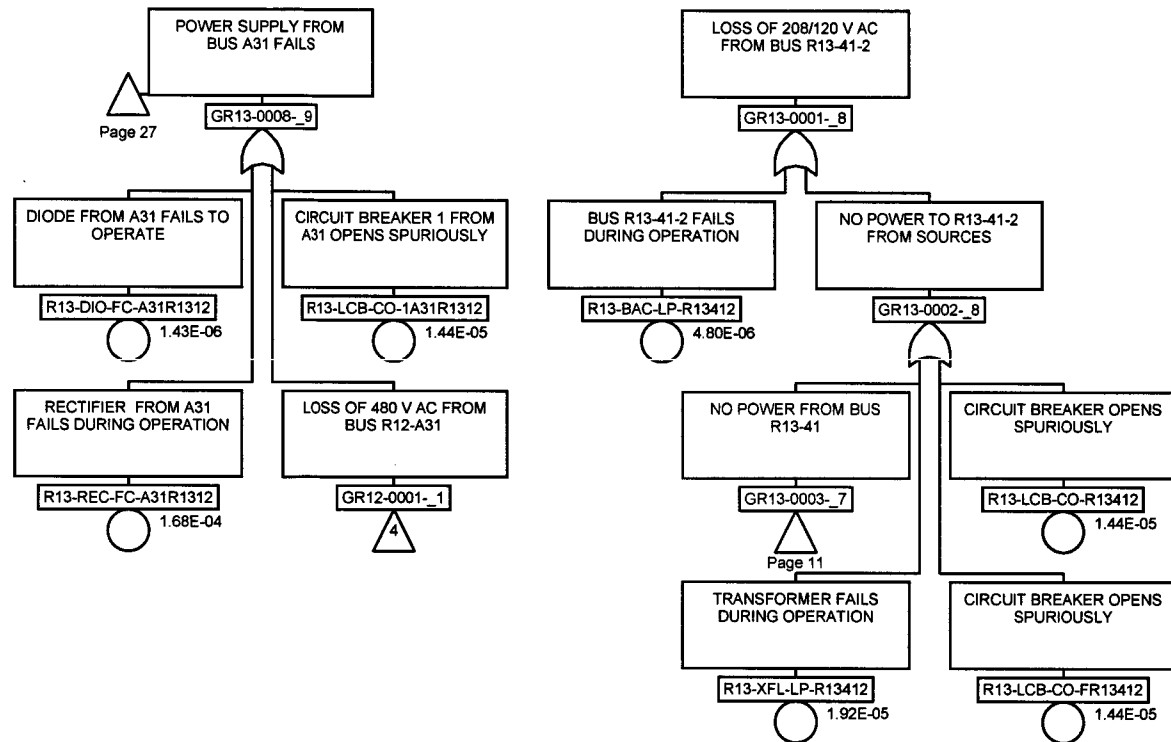 POWER SUPPLY FROM
BUS A31 FAILS
Page 27
GR13-0008-_9
DIODE FROM A31 FAILS TO
OPERATE
R13-DIO-FC-A31R1312
1.43E-06
CIRCUIT BREAKER 1 FROM
A31 OPENS SPURIOUSLY
R13-LCB-CO-1A31R1312
1.44E-05
RECTIFIER FROM A31
FAILS DURING OPERATION
R13-REC-FC-A31R1312
1.68E-04
LOSS OF 480 V AC FROM
BUS R12-A31
GR12-0001-_1
4
LOSS OF 208/120 V AC
FROM BUS R13-41-2
GR13-0001-_8
BUS R13-41-2 FAILS
DURING OPERATION
R13-BAC-LP-R13412
4.80E-06
NO POWER TO R13-41-2
FROM SOURCES
GR13-0002-_8
NO POWER FROM BUS
R13-41
GR13-0003-_7
Page 11
CIRCUIT BREAKER OPENS
SPURIOUSLY
R13-LCB-CO-R13412
1.44E-05
TRANSFORMER FAILS
DURING OPERATION
R13-XFL-LP-R13412
1.92E-05
CIRCUIT BREAKER OPENS
SPURIOUSLY
R13-LCB-CO-FR13412
1.44E-05